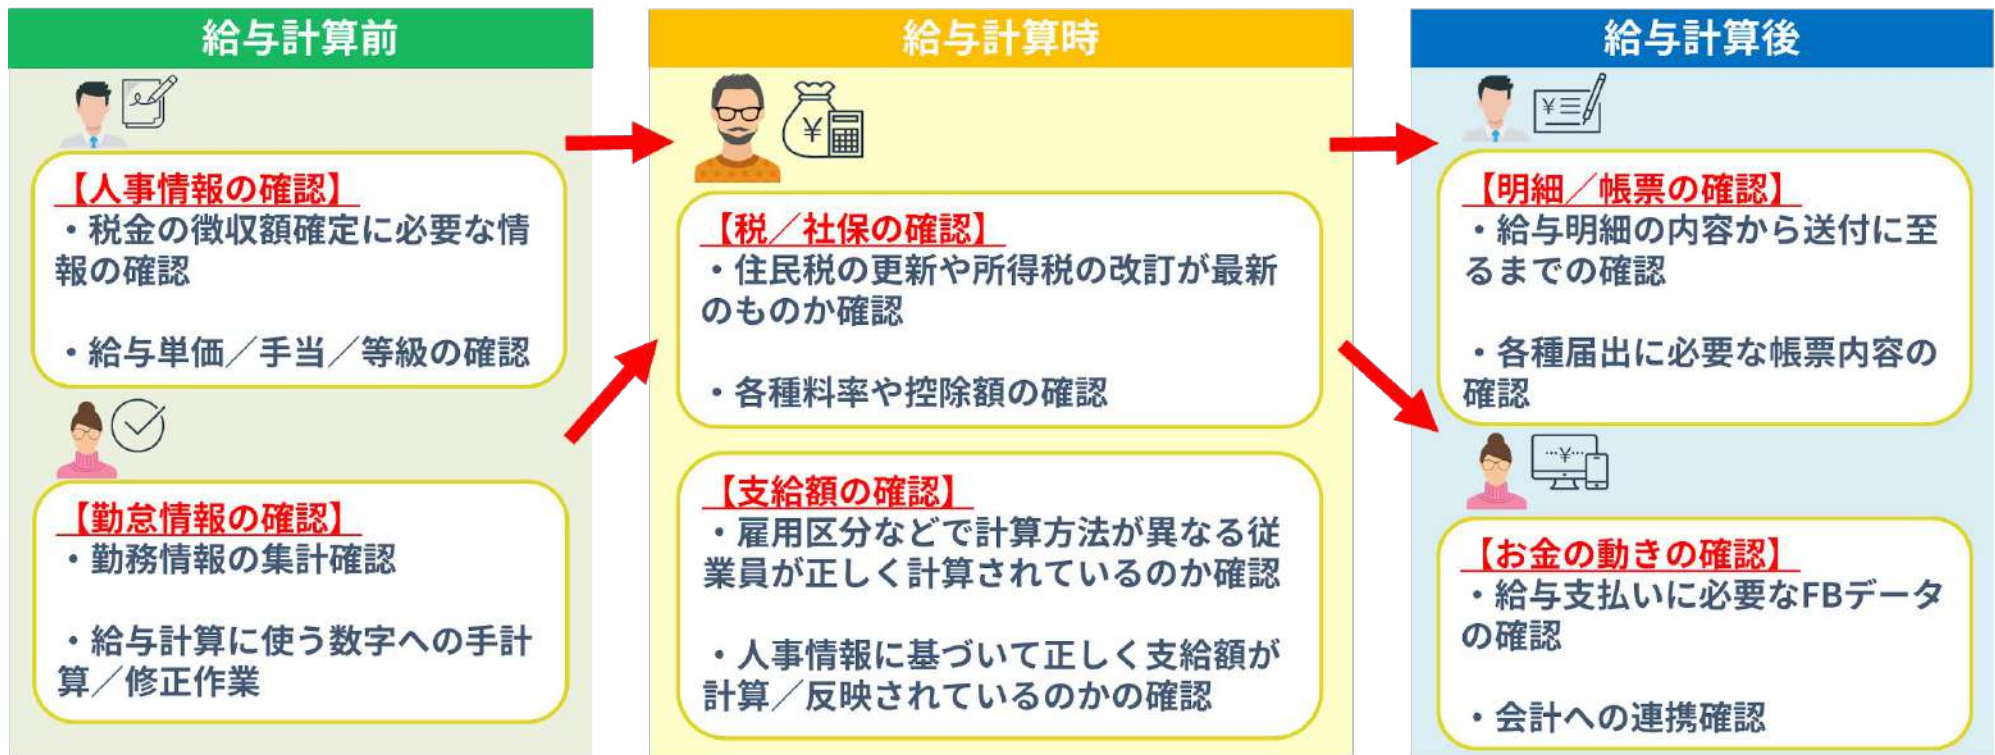 給与計算前
【人事情報の確認】
・税金の徴収額確定に必要な情
報の確認
・給与単価／手当／等級の確認
【勤怠情報の確認】
・勤務情報の集計確認
・給与計算に使う数字への手計
算／修正作業
給与計算時
¥
【税／社保の確認】
・住民税の更新や所得税の改訂が最新
のものか確認
・各種料率や控除額の確認
【支給額の確認】
・雇用区分などで計算方法が異なる従
業員が正しく計算されているのか確認
・人事情報に基づいて正しく支給額が
計算／反映されているのかの確認
給与計算後
¥
【明細／帳票の確認】
・給与明細の内容から送付に至
るまでの確認
・各種届出に必要な帳票内容の
確認
…¥…
【お金の動きの確認】
・給与支払いに必要なFBデータ
の確認
・会計への連携確認